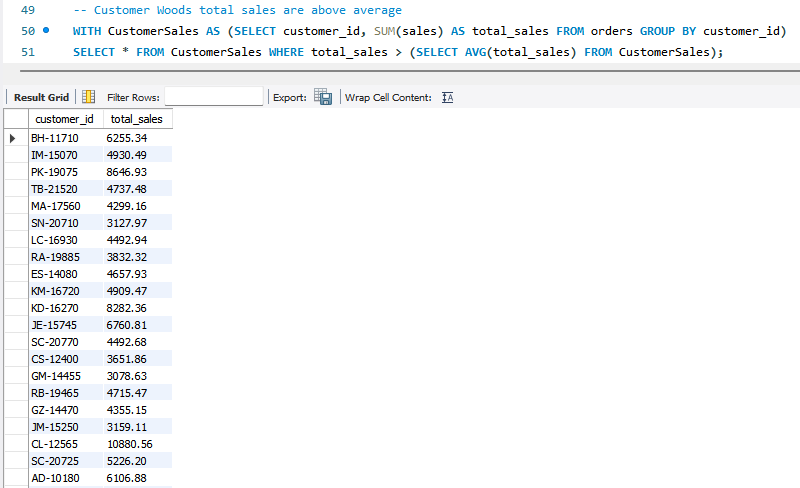 49 -- Customer Woods total sales are above average
50 WITH CustomerSales AS (SELECT customer_id, SUM(sales) AS total_sales FROM orders GROUP BY customer_id)
51 SELECT * FROM CustomerSales WHERE total_sales > (SELECT AVG(total_sales) FROM CustomerSales);
Result Grid Filter Rows: Export: Wrap Cell Content: IA
customer_id total_sales
BH-11710 6255.34
IM-15070 4930.49
PK-19075 8646.93
TB-21520 4737.48
MA-17560 4299.16
SN-20710 3127.97
LC-16930 4492.94
RA-19885 3832.32
ES-14080 4657.93
KM-16720 4909.47
KD-16270 8282.36
JE-15745 6760.81
SC-20770 4492.68
CS-12400 3651.86
GM-14455 3078.63
RB-19465 4715.47
GZ-14470 4355.15
JM-15250 3159.11
CL-12565 10880.56
SC-20725 5226.20
AD-10180 6106.88